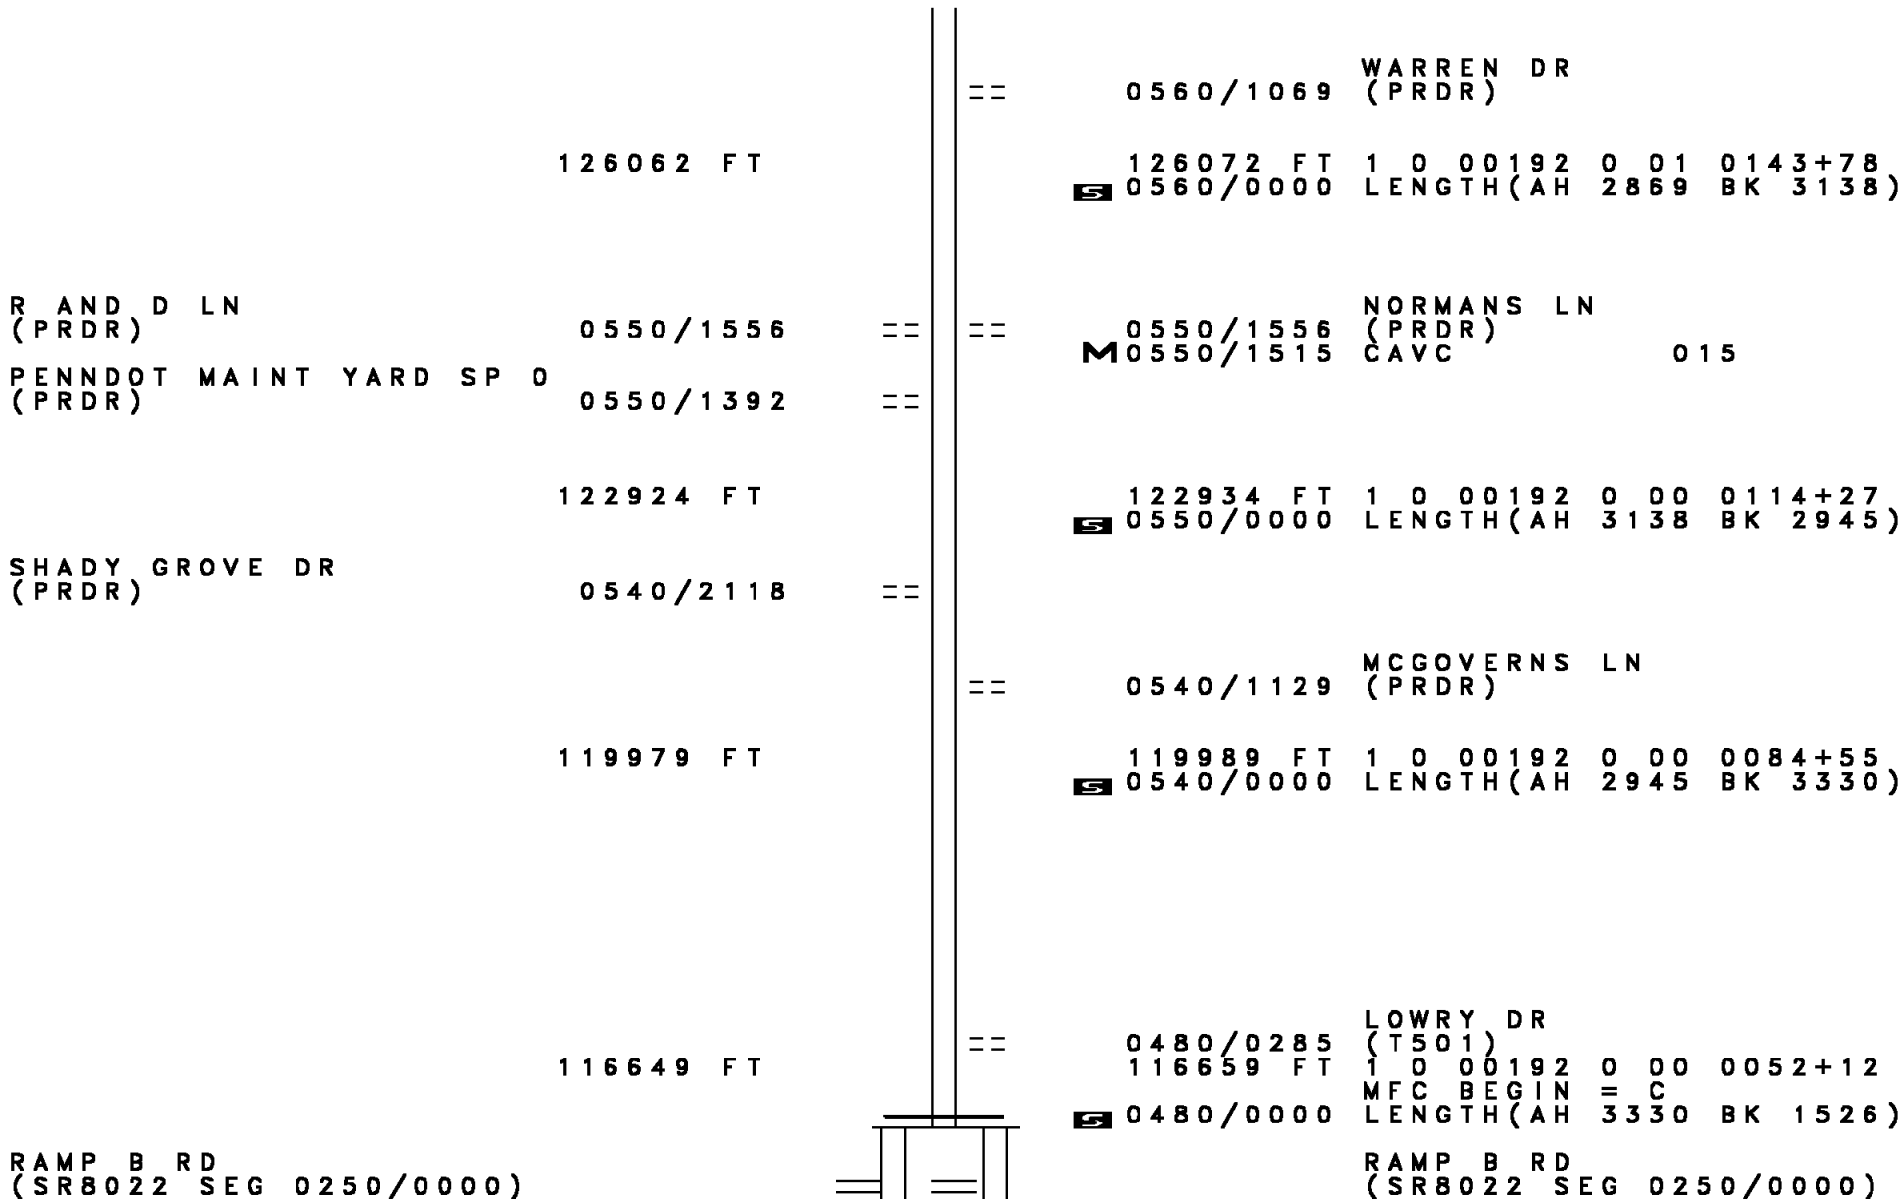 WARREN DR
0560/1069 (PRDR)
126062 FT 126072 FT 1 0 00192 0 01 0143+78
S 0560/0000 LENGTH(AH 2869 BK 3138)
R AND D LN NORMANS LN
(PRDR) 0550/1556 == == 0550/1556 (PRDR)
M 0550/1515 CAVC 015
PENNDOT MAINT YARD SP 0
(PRDR) 0550/1392 ==
122924 FT 122934 FT 1 0 00192 0 00 0114+27
S 0550/0000 LENGTH(AH 3138 BK 2945)
SHADY GROVE DR
(PRDR) 0540/2118 ==
MCGOVERNS LN
== 0540/1129 (PRDR)
119979 FT 119989 FT 1 0 00192 0 00 0084+55
S 0540/0000 LENGTH(AH 2945 BK 3330)
LOWRY DR
== 0480/0285 (T501)
116649 FT 116659 FT 1 0 00192 0 00 0052+12
MFC BEGIN = C
S 0480/0000 LENGTH(AH 3330 BK 1526)
RAMP B RD RAMP B RD
(SR8022 SEG 0250/0000) (SR8022 SEG 0250/0000)